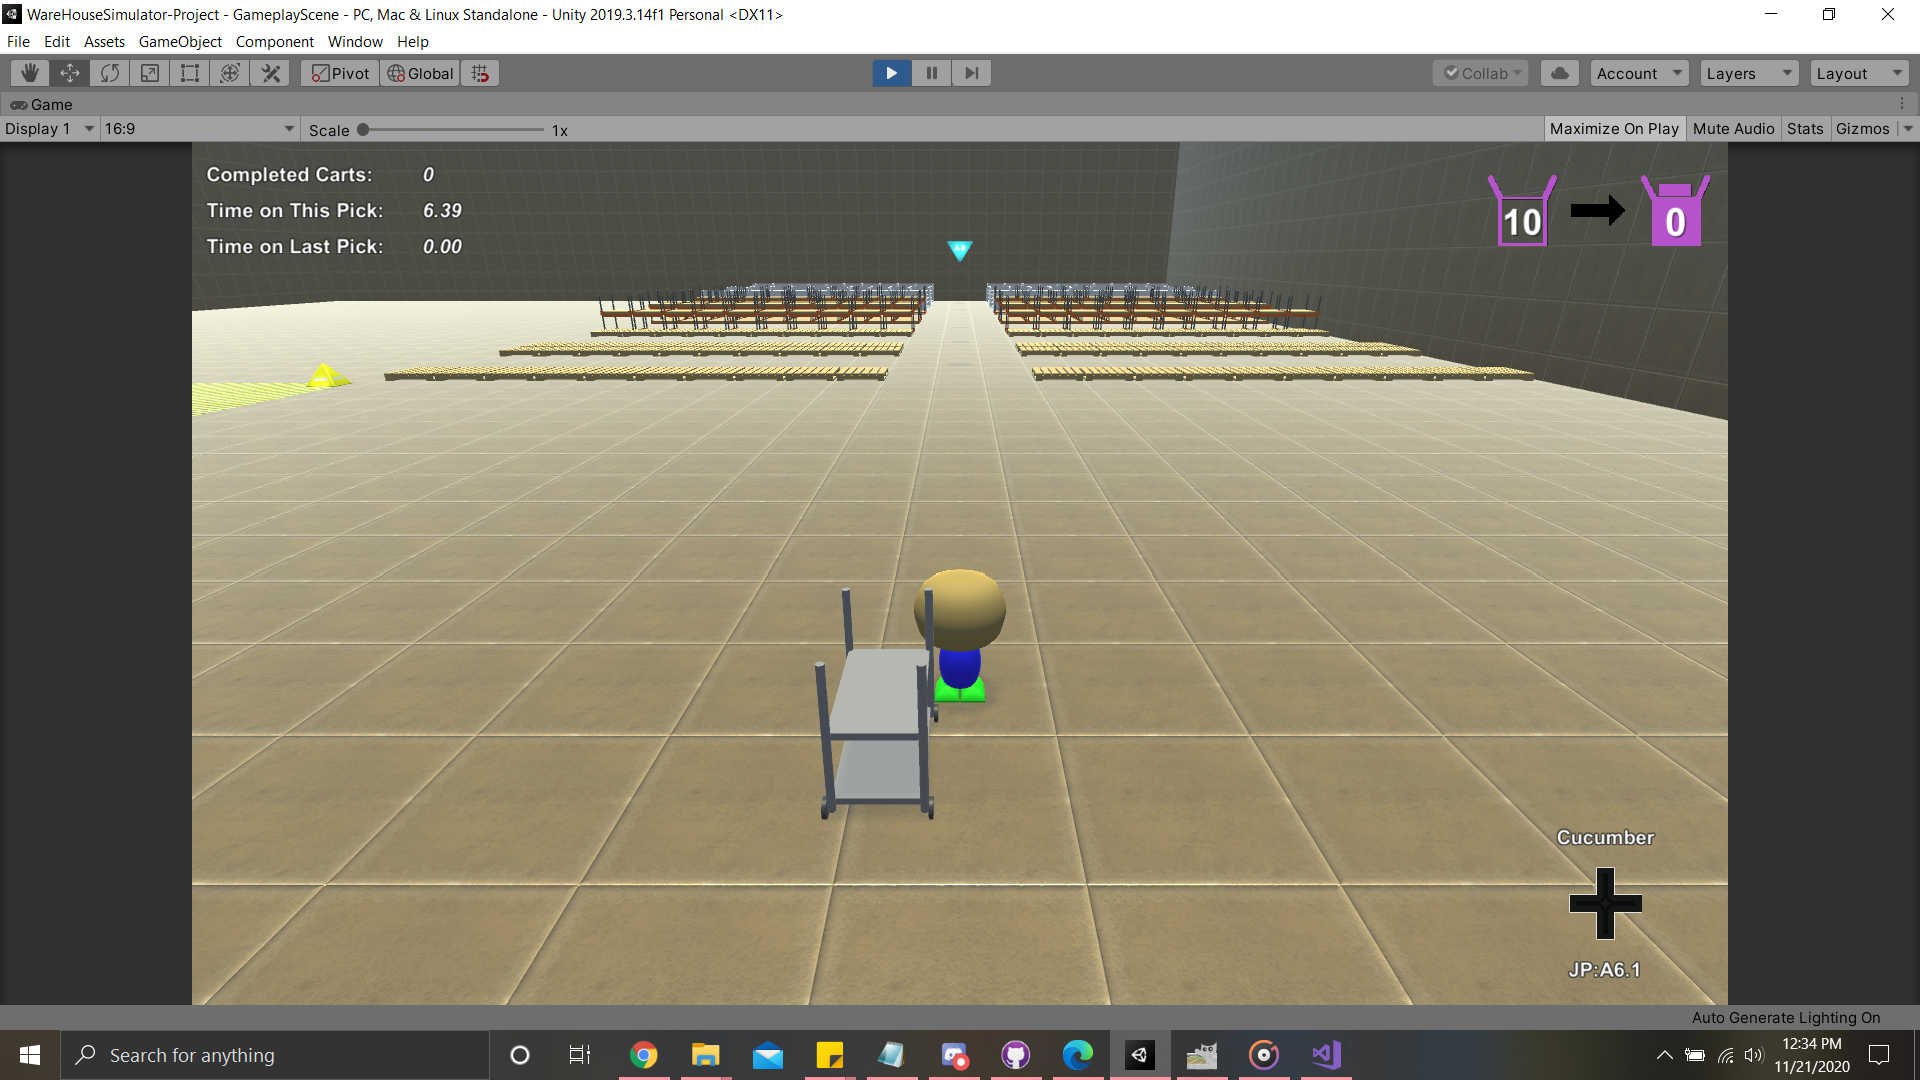 WareHouseSimulator-Project - GameplayScene - PC, Mac & Linux Standalone - Unity 2019.3.14f1 Personal <DX11>
File Edit Assets GameObject Component Window Help
Pivot Global Collab Account Layers Layout
Game
Display 1 16:9 Scale 1x Maximize On Play Mute Audio Stats Gizmos
Completed Carts: 0
Time on This Pick: 6.39
Time on Last Pick: 0.00
10 0
Cucumber
JP:A6.1
Auto Generate Lighting On
Search for anything
12:34 PM
11/21/2020